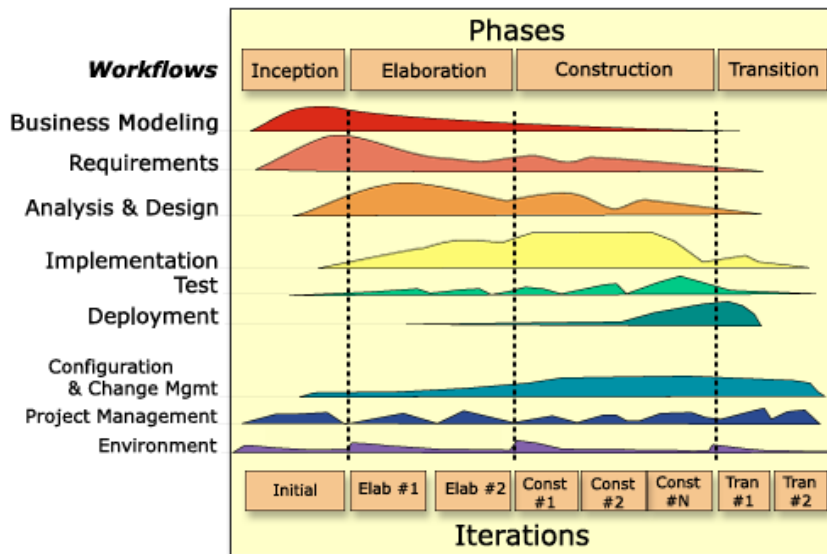 Phases
Workflows
Inception
Elaboration
Construction
Transition
Business Modeling
Requirements
Analysis & Design
Implementation
Test
Deployment
Configuration
& Change Mgmt
Project Management
Environment
Initial
Elab #1
Elab #2
Const
#1
Const
#2
Const
#N
Tran
#1
Tran
#2
Iterations